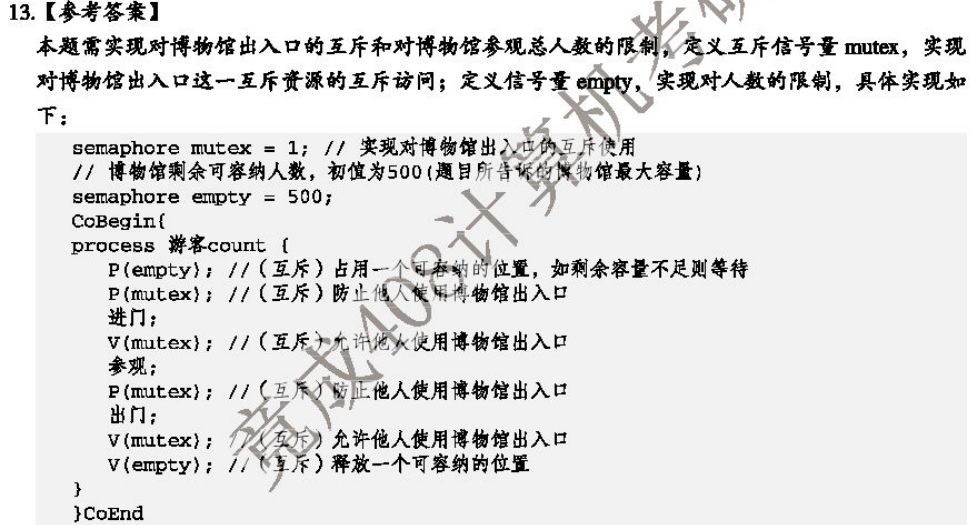 13.【参考答案】
本题需实现对博物馆出入口的互斥和对博物馆参观总人数的限制，定义互斥信号量 mutex，实现
对博物馆出入口这一互斥资源的互斥访问；定义信号量 empty，实现对人数的限制，具体实现如
下：
semaphore mutex = 1; // 实现对博物馆出入口的互斥使用
// 博物馆剩余可容纳人数，初值为500(题目所告诉的博物馆最大容量)
semaphore empty = 500;
CoBegin{
process 游客count {
P(empty); //（互斥）占用一个可容纳的位置，如剩余容量不足则等待
P(mutex); //（互斥）防止他人使用博物馆出入口
进门;
V(mutex); //（互斥）允许他人使用博物馆出入口
参观;
P(mutex); //（互斥）防止他人使用博物馆出入口
出门;
V(mutex); //（互斥）允许他人使用博物馆出入口
V(empty); //（互斥）释放一个可容纳的位置
}
}CoEnd
竟成408计算机考研